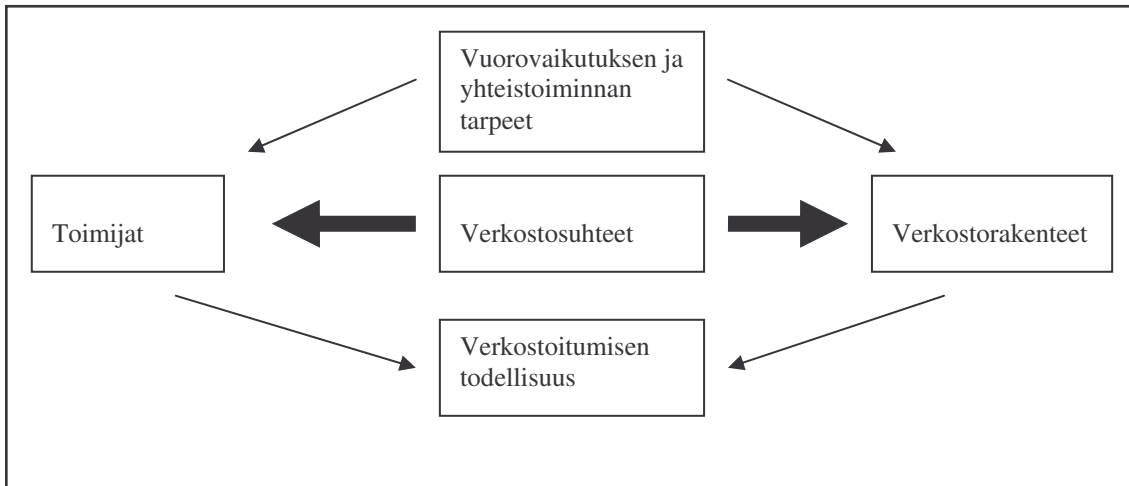 Vuorovaikutuksen ja
yhteistoiminnan
tarpeet
Toimijat
Verkostosuhteet
Verkostorakenteet
Verkostoitumisen
todellisuus